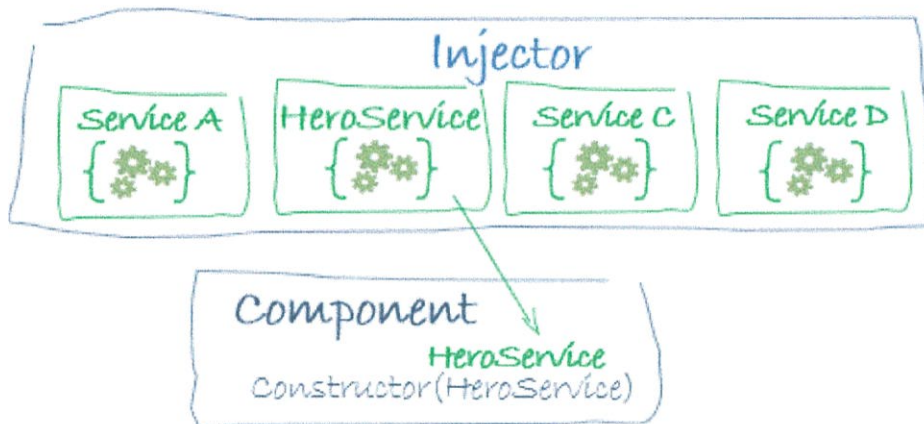 Injector
Service A
HeroService
Service C
Service D
Component
HeroService
Constructor(HeroService)